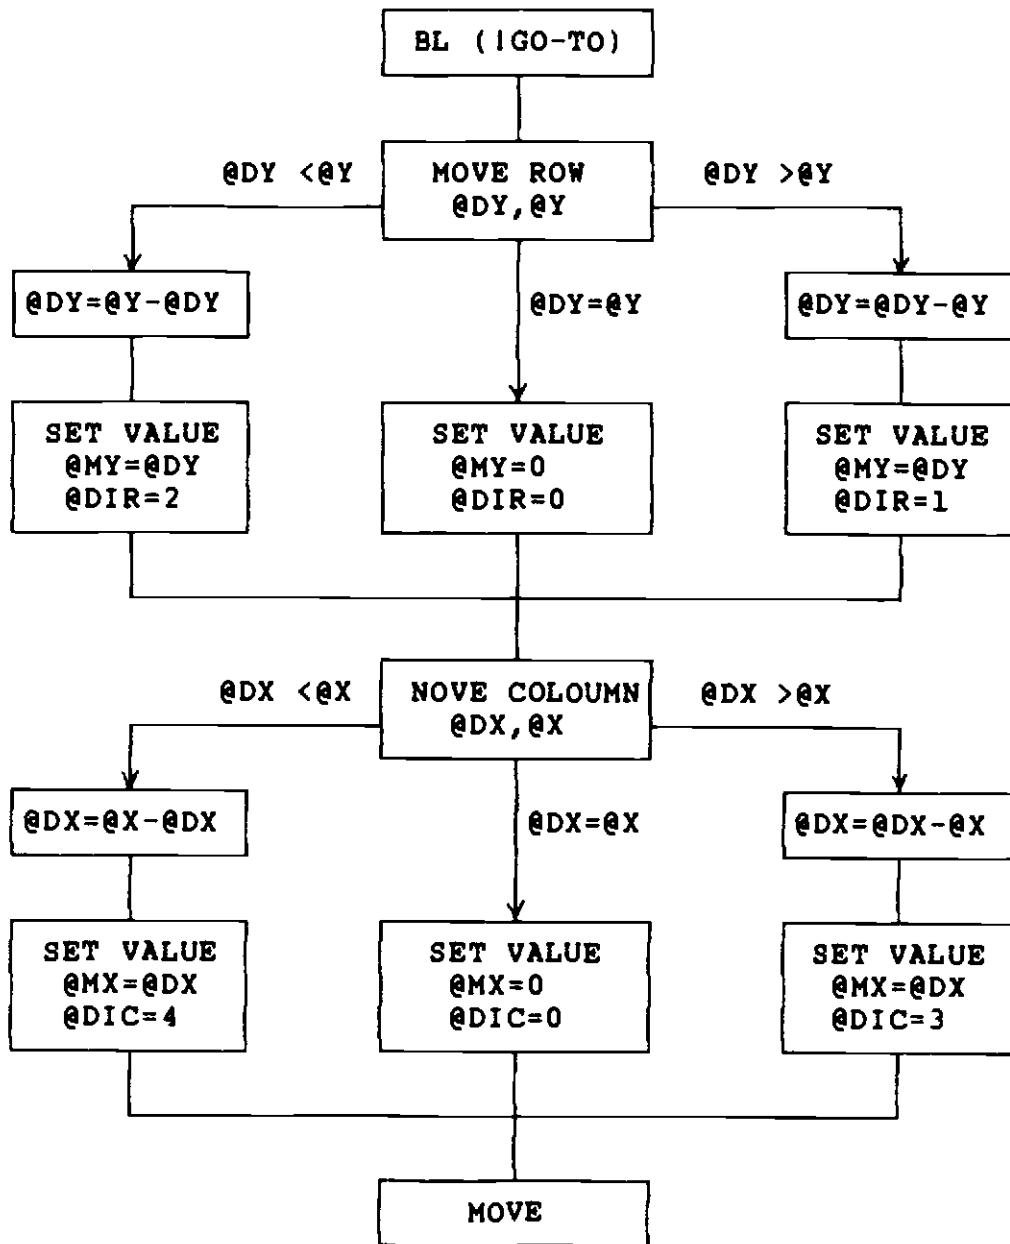 BL (!GO-TO)
@DY <@Y
MOVE ROW
@DY,@Y
@DY >@Y
@DY=@Y-@DY
@DY=@Y
@DY=@DY-@Y
SET VALUE
@MY=@DY
@DIR=2
SET VALUE
@MY=0
@DIR=0
SET VALUE
@MY=@DY
@DIR=1
@DX <@X
NOVE COLOUMN
@DX,@X
@DX >@X
@DX=@X-@DX
@DX=@X
@DX=@DX-@X
SET VALUE
@MX=@DX
@DIC=4
SET VALUE
@MX=0
@DIC=0
SET VALUE
@MX=@DX
@DIC=3
MOVE